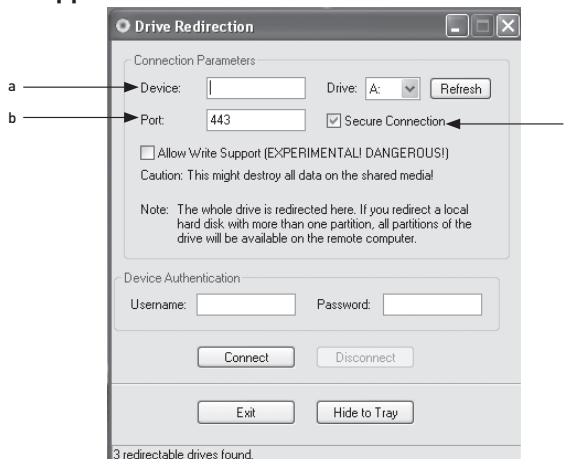 Drive Redirection
Connection Parameters
a
Device:
Drive: A: Refresh
b
Port: 443 Secure Connection
Allow Write Support (EXPERIMENTAL! DANGEROUS!)
Caution: This might destroy all data on the shared media!
Note: The whole drive is redirected here. If you redirect a local
hard disk with more than one partition, all partitions of the
drive will be available on the remote computer.
Device Authentication
Username: Password:
Connect Disconnect
Exit Hide to Tray
3 redirectable drives found.